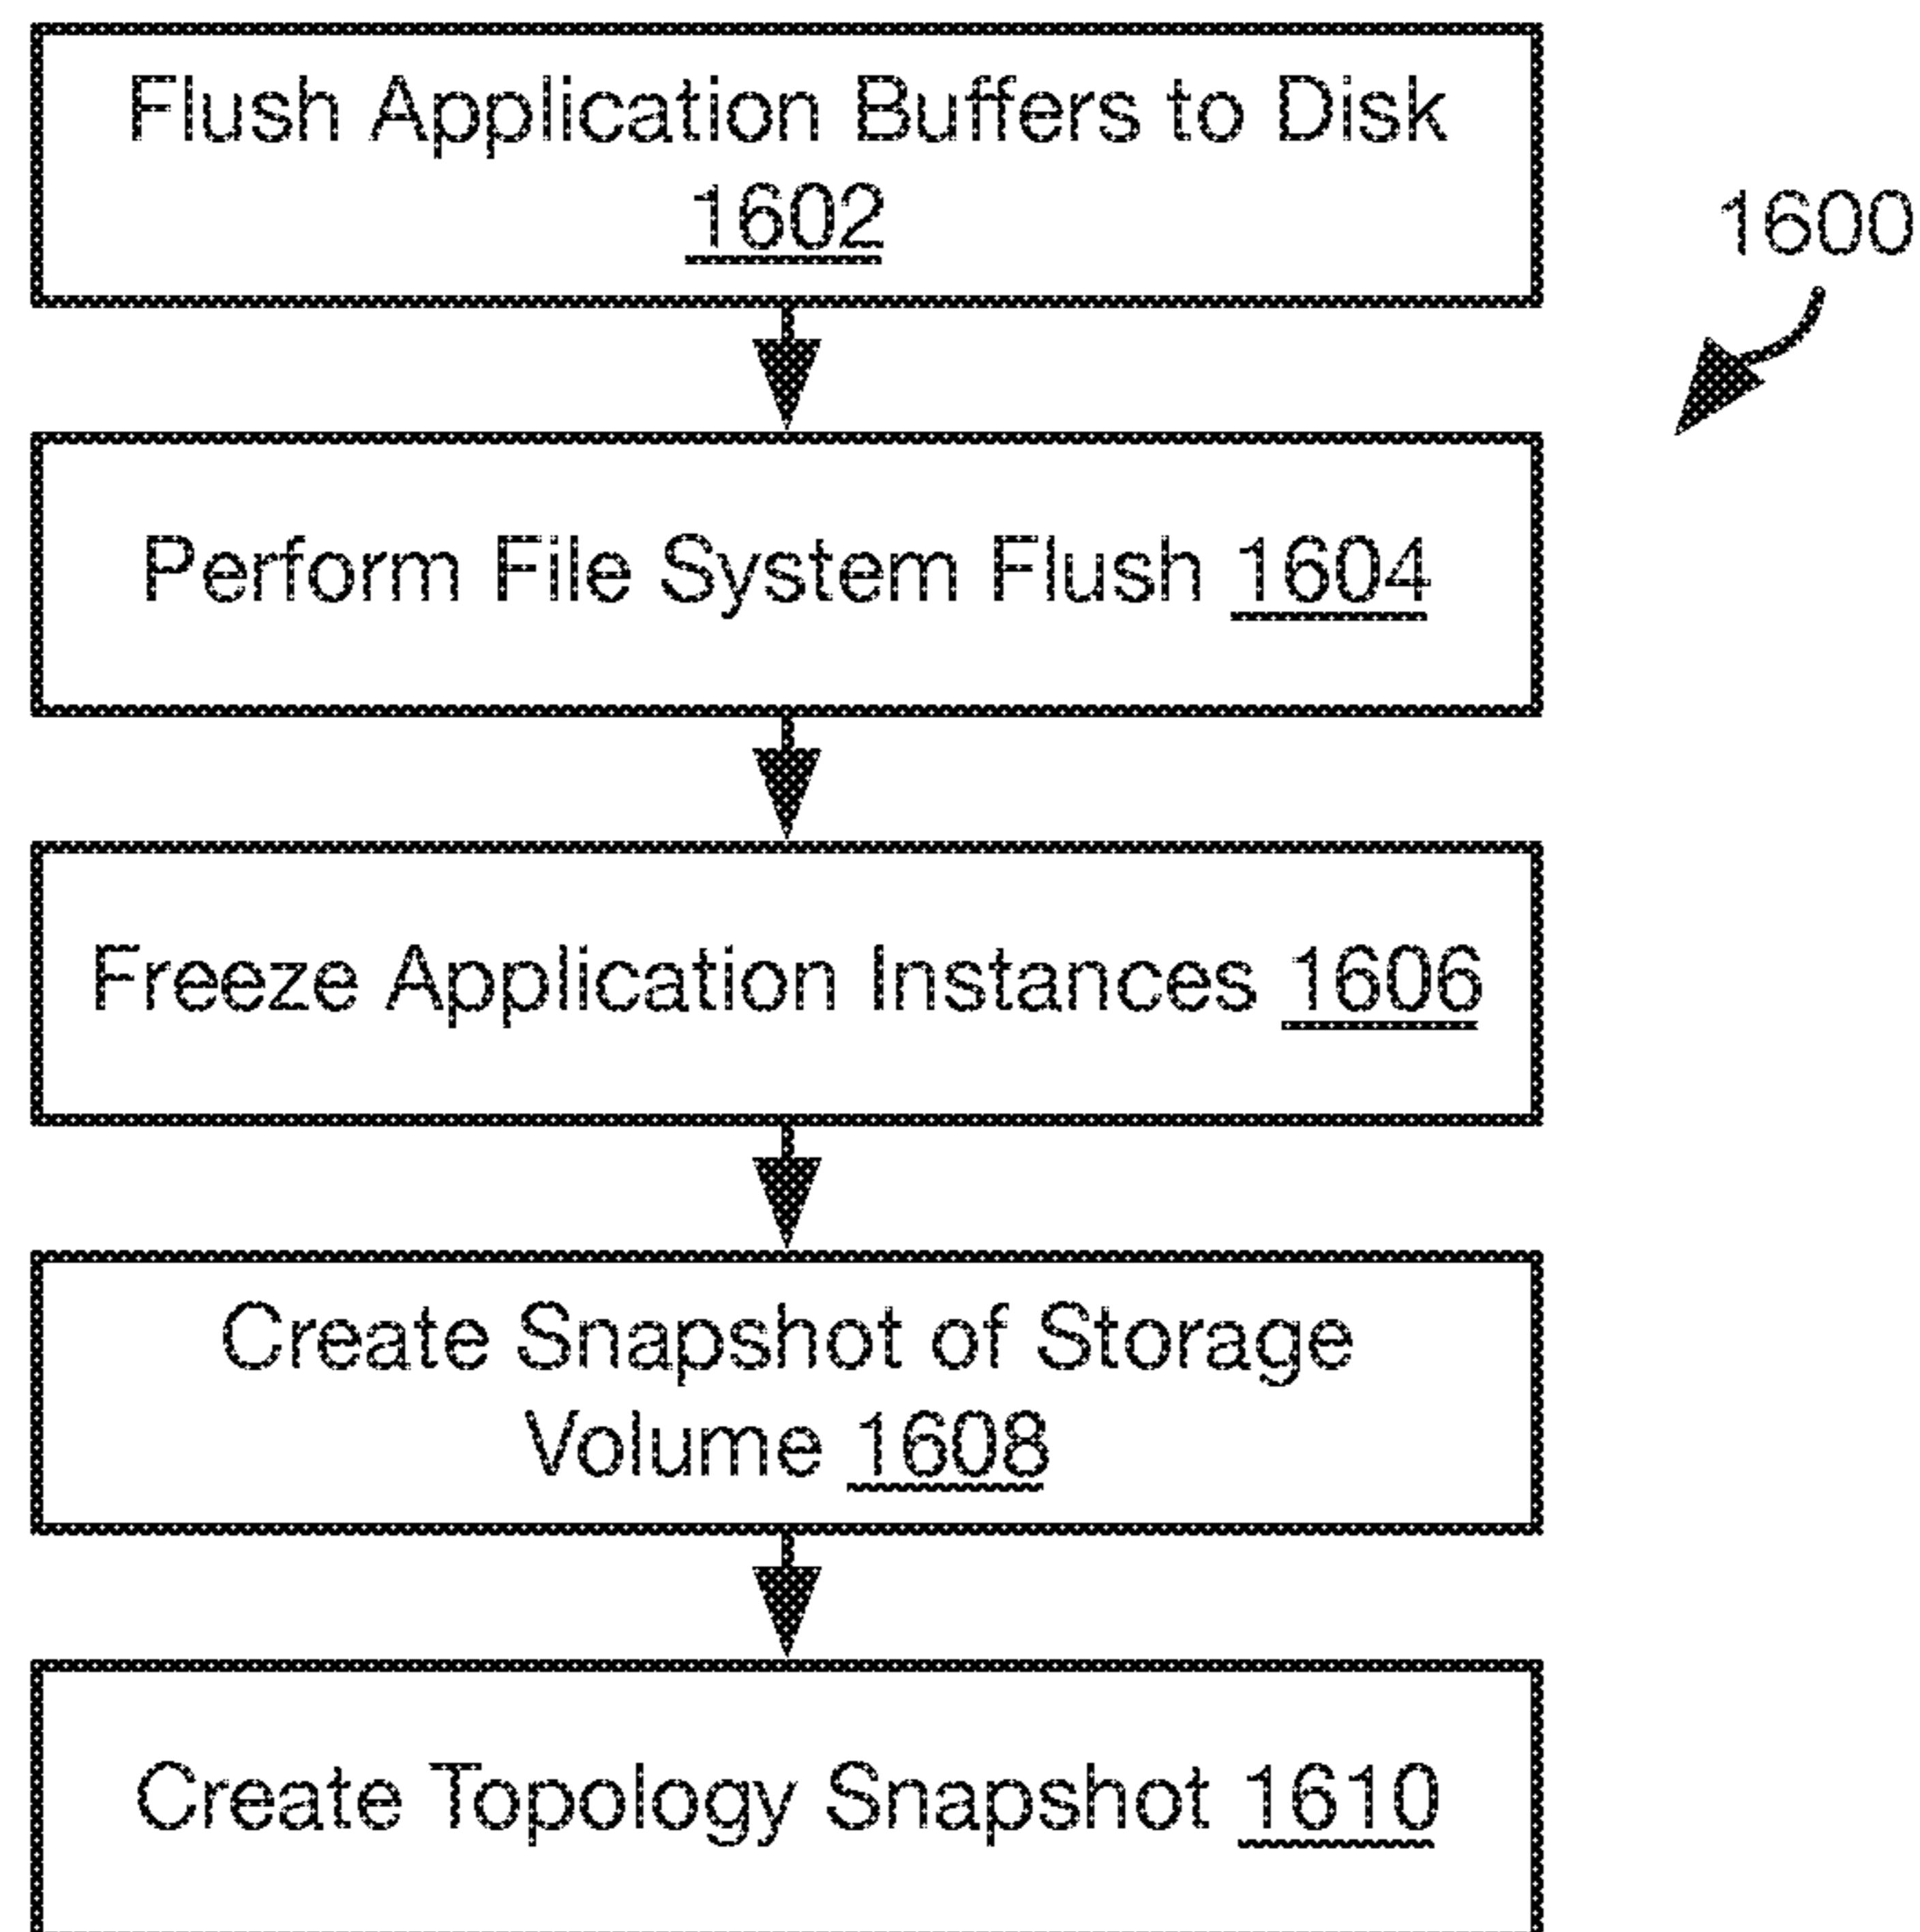 Flush Application Buffers to Disk
1602
1600
Perform File System Flush 1604
Freeze Application Instances 1606
Create Snapshot of Storage
Volume 1608
Create Topology Snapshot 1610